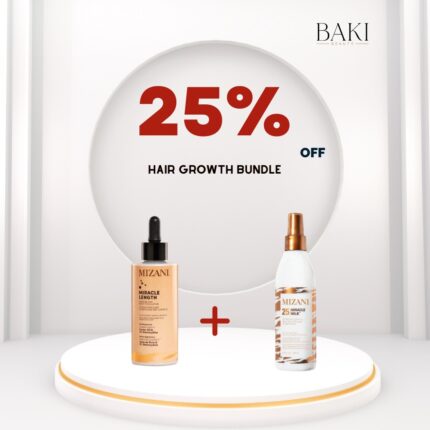 BAKI
BEAUTY
25%
OFF
HAIR GROWTH BUNDLE
MIZANI
MIRACLE
LENGTH
+
MIZANI
25
MIRACLE
MILK